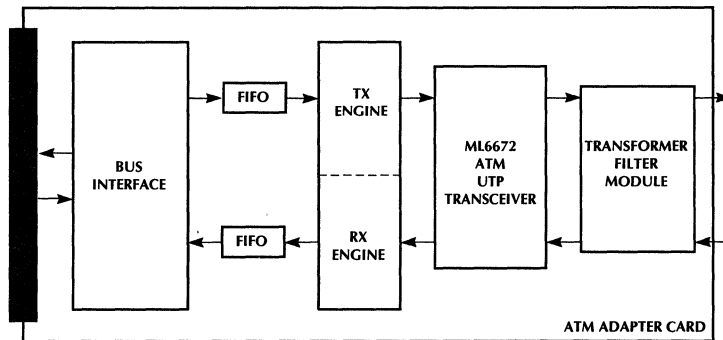 BUS
INTERFACE
FIFO
FIFO
TX
ENGINE
RX
ENGINE
ML6672
ATM
UTP
TRANSCEIVER
TRANSFORMER
FILTER
MODULE
ATM ADAPTER CARD